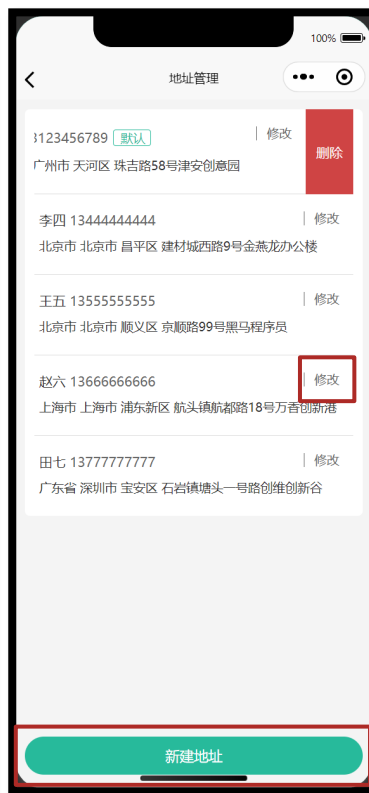 100%
地址管理
3123456789 默认 修改
删除
广州市 天河区 珠吉路58号津安创意园
李四 13444444444 修改
北京市 北京市 昌平区 建材城西路9号金燕龙办公楼
王五 13555555555 修改
北京市 北京市 顺义区 京顺路99号黑马程序员
赵六 13666666666 修改
上海市 上海市 浦东新区 航头镇航都路18号万香创新港
田七 13777777777 修改
广东省 深圳市 宝安区 石岩镇塘头一号路创维创新谷
新建地址